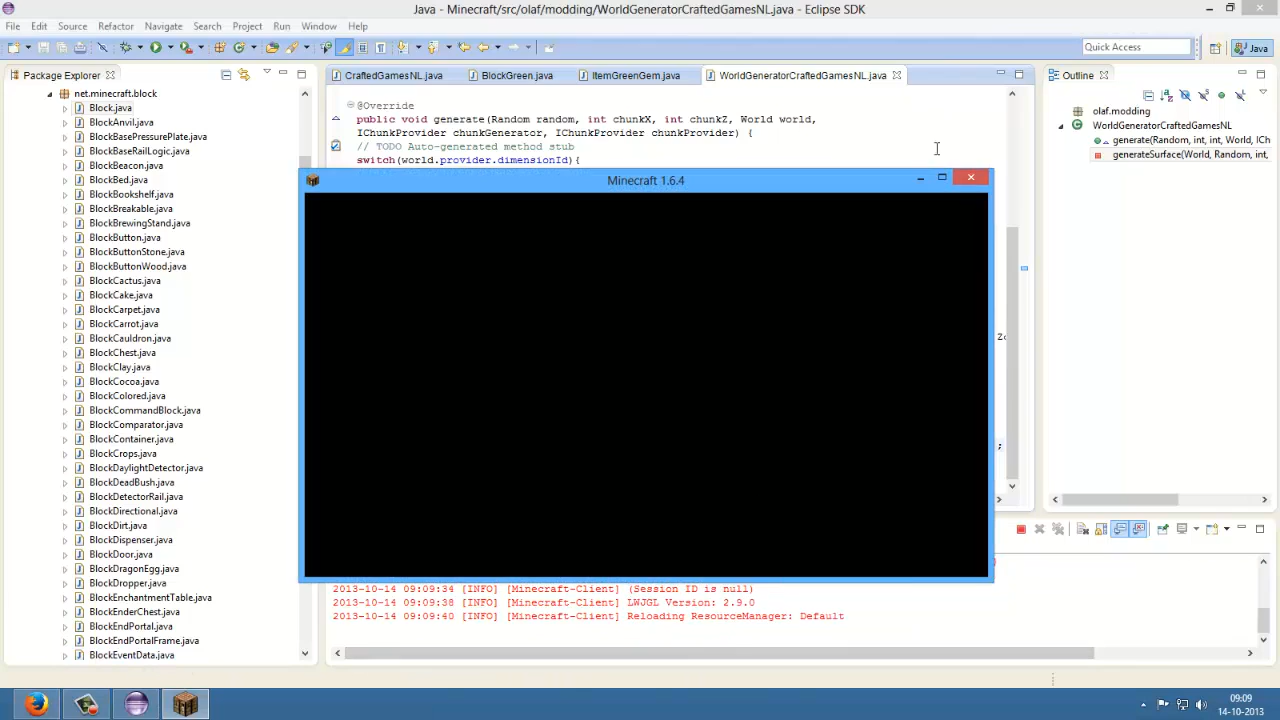 Java - Minecraft/src/olaf/modding/WorldGeneratorCraftedGamesNL.java - Eclipse SDK
File Edit Source Refactor Navigate Search Project Run Window Help
Quick Access
Java
Package Explorer
CraftedGamesNL.java
BlockGreen.java
ItemGreenGem.java
WorldGeneratorCraftedGamesNL.java
Outline
net.minecraft.block
Block.java
BlockAnvil.java
BlockBasePressurePlate.java
BlockBaseRailLogic.java
BlockBeacon.java
BlockBed.java
BlockBookshelf.java
BlockBreakable.java
BlockBrewingStand.java
BlockButton.java
BlockButtonStone.java
BlockButtonWood.java
BlockCactus.java
BlockCake.java
BlockCarpet.java
BlockCarrot.java
BlockCauldron.java
BlockChest.java
BlockClay.java
BlockCocoa.java
BlockColored.java
BlockCommandBlock.java
BlockComparator.java
BlockContainer.java
BlockCrops.java
BlockDaylightDetector.java
BlockDeadBush.java
BlockDetectorRail.java
BlockDirectional.java
BlockDirt.java
BlockDispenser.java
BlockDoor.java
BlockDragonEgg.java
BlockDropper.java
BlockEnchantmentTable.java
BlockEnderChest.java
BlockEndPortal.java
BlockEndPortalFrame.java
BlockEventData.java
@Override
public void generate(Random random, int chunkX, int chunkZ, World world,
IChunkProvider chunkGenerator, IChunkProvider chunkProvider) {
// TODO Auto-generated method stub
switch(world.provider.dimensionId){
Minecraft 1.6.4
;
olaf.modding
WorldGeneratorCraftedGamesNL
generate(Random, int, int, World, ICh
generateSurface(World, Random, int,
2013-10-14 09:09:34 [INFO] [Minecraft-Client] (Session ID is null)
2013-10-14 09:09:38 [INFO] [Minecraft-Client] LWJGL Version: 2.9.0
2013-10-14 09:09:40 [INFO] [Minecraft-Client] Reloading ResourceManager: Default
09:09
14-10-2013